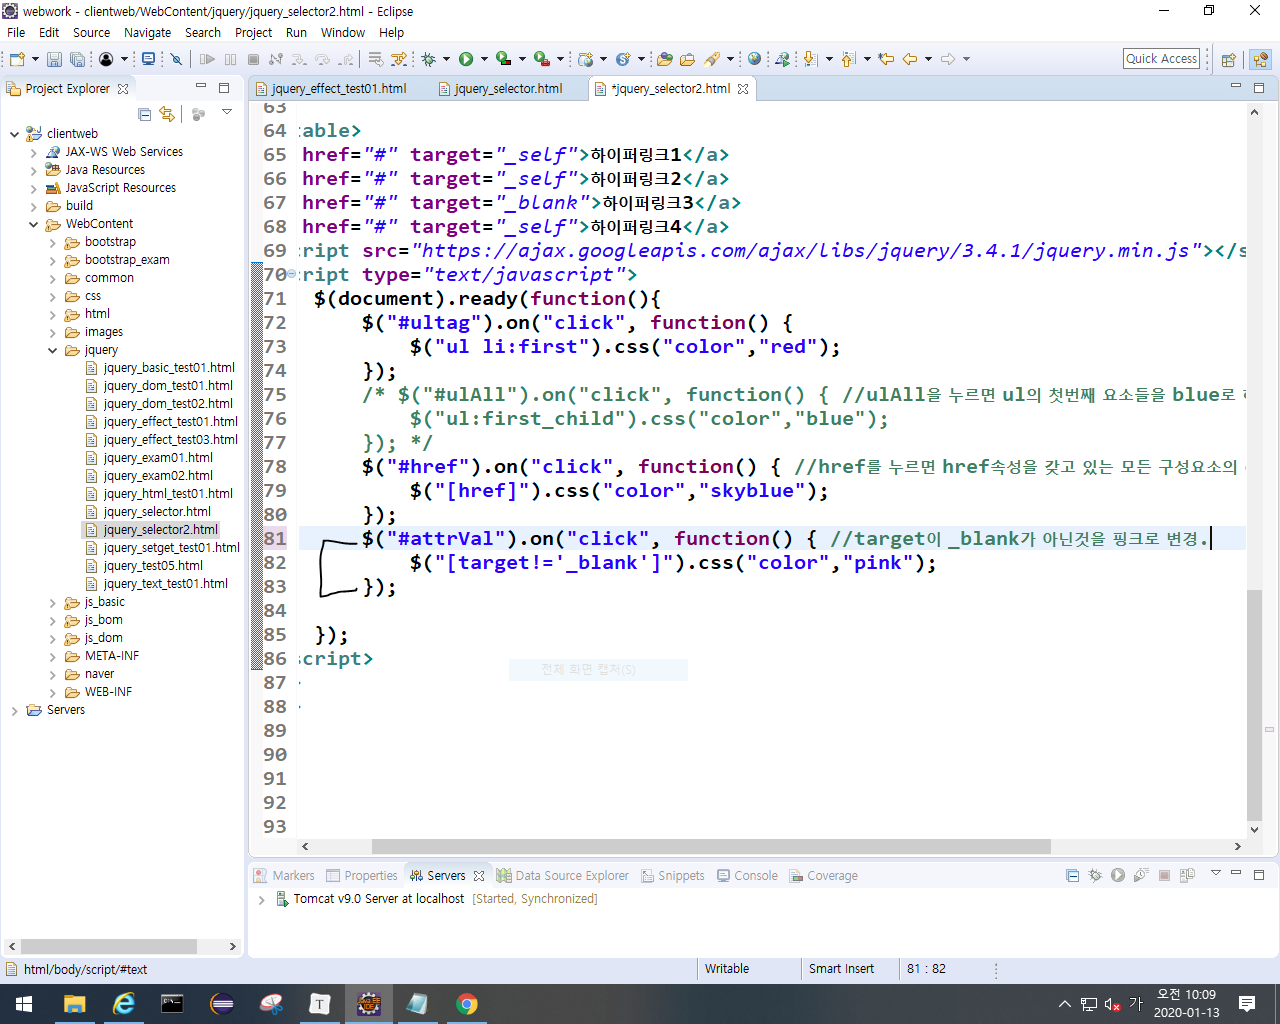 webwork - clientweb/WebContent/jquery/jquery_selector2.html - Eclipse
File Edit Source Navigate Search Project Run Window Help
Quick Access
Project Explorer
clientweb
JAX-WS Web Services
Java Resources
JavaScript Resources
build
WebContent
bootstrap
bootstrap_exam
common
css
html
images
jquery
jquery_basic_test01.html
jquery_dom_test01.html
jquery_dom_test02.html
jquery_effect_test01.html
jquery_effect_test03.html
jquery_exam01.html
jquery_exam02.html
jquery_html_test01.html
jquery_selector.html
jquery_selector2.html
jquery_setget_test01.html
jquery_test05.html
jquery_text_test01.html
js_basic
js_bom
js_dom
META-INF
naver
WEB-INF
Servers
jquery_effect_test01.html jquery_selector.html *jquery_selector2.html
63
64 able>
65 href="#" target="_self">하이퍼링크1</a>
66 href="#" target="_self">하이퍼링크2</a>
67 href="#" target="_blank">하이퍼링크3</a>
68 href="#" target="_self">하이퍼링크4</a>
69 ript src="https://ajax.googleapis.com/ajax/libs/jquery/3.4.1/jquery.min.js"></s
70 ript type="text/javascript">
71 $(document).ready(function(){
72 $("#ultag").on("click", function() {
73 $("ul li:first").css("color","red");
74 });
75 /* $("#ulAll").on("click", function() { //ulAll을 누르면 ul의 첫번째 요소들을 blue로
76 $("ul:first_child").css("color","blue");
77 }); */
78 $("#href").on("click", function() { //href를 누르면 href속성을 갖고 있는 모든 구성요소의
79 $("[href]").css("color","skyblue");
80 });
81 $("#attrVal").on("click", function() { //target이 _blank가 아닌것을 핑크로 변경.
82 $("[target!='_blank']").css("color","pink");
83 });
84
85 });
86 script>
87
88
89
90
91
92
93
전체 화면 캡처(S)
Markers Properties Servers Data Source Explorer Snippets Console Coverage
Tomcat v9.0 Server at localhost [Started, Synchronized]
html/body/script/#text Writable Smart Insert 81 : 82
가 오전 10:09
2020-01-13